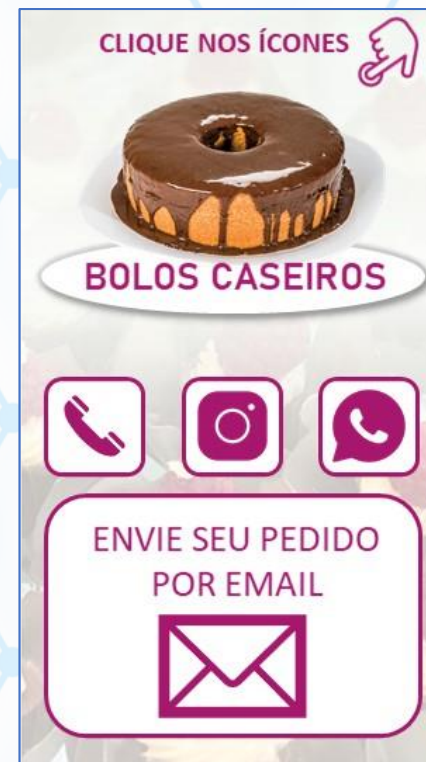 CLIQUE NOS ÍCONES
BOLOS CASEIROS
ENVIE SEU PEDIDO
POR EMAIL